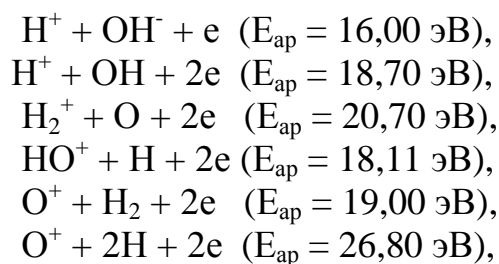 H⁺ + OH⁻ + e (Eₐₚ = 16,00 эВ),
H⁺ + OH + 2e (Eₐₚ = 18,70 эВ),
H₂⁺ + O + 2e (Eₐₚ = 20,70 эВ),
HO⁺ + H + 2e (Eₐₚ = 18,11 эВ),
O⁺ + H₂ + 2e (Eₐₚ = 19,00 эВ),
O⁺ + 2H + 2e (Eₐₚ = 26,80 эВ),